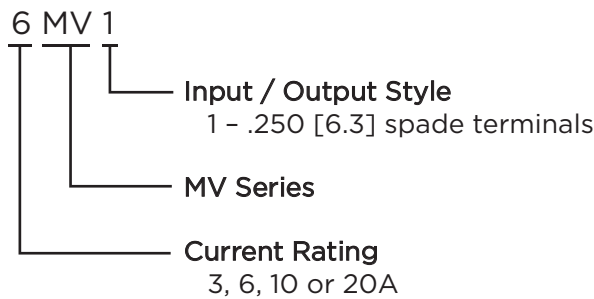 6 MV 1
Input / Output Style
1 – .250 [6.3] spade terminals
MV Series
Current Rating
3, 6, 10 or 20A